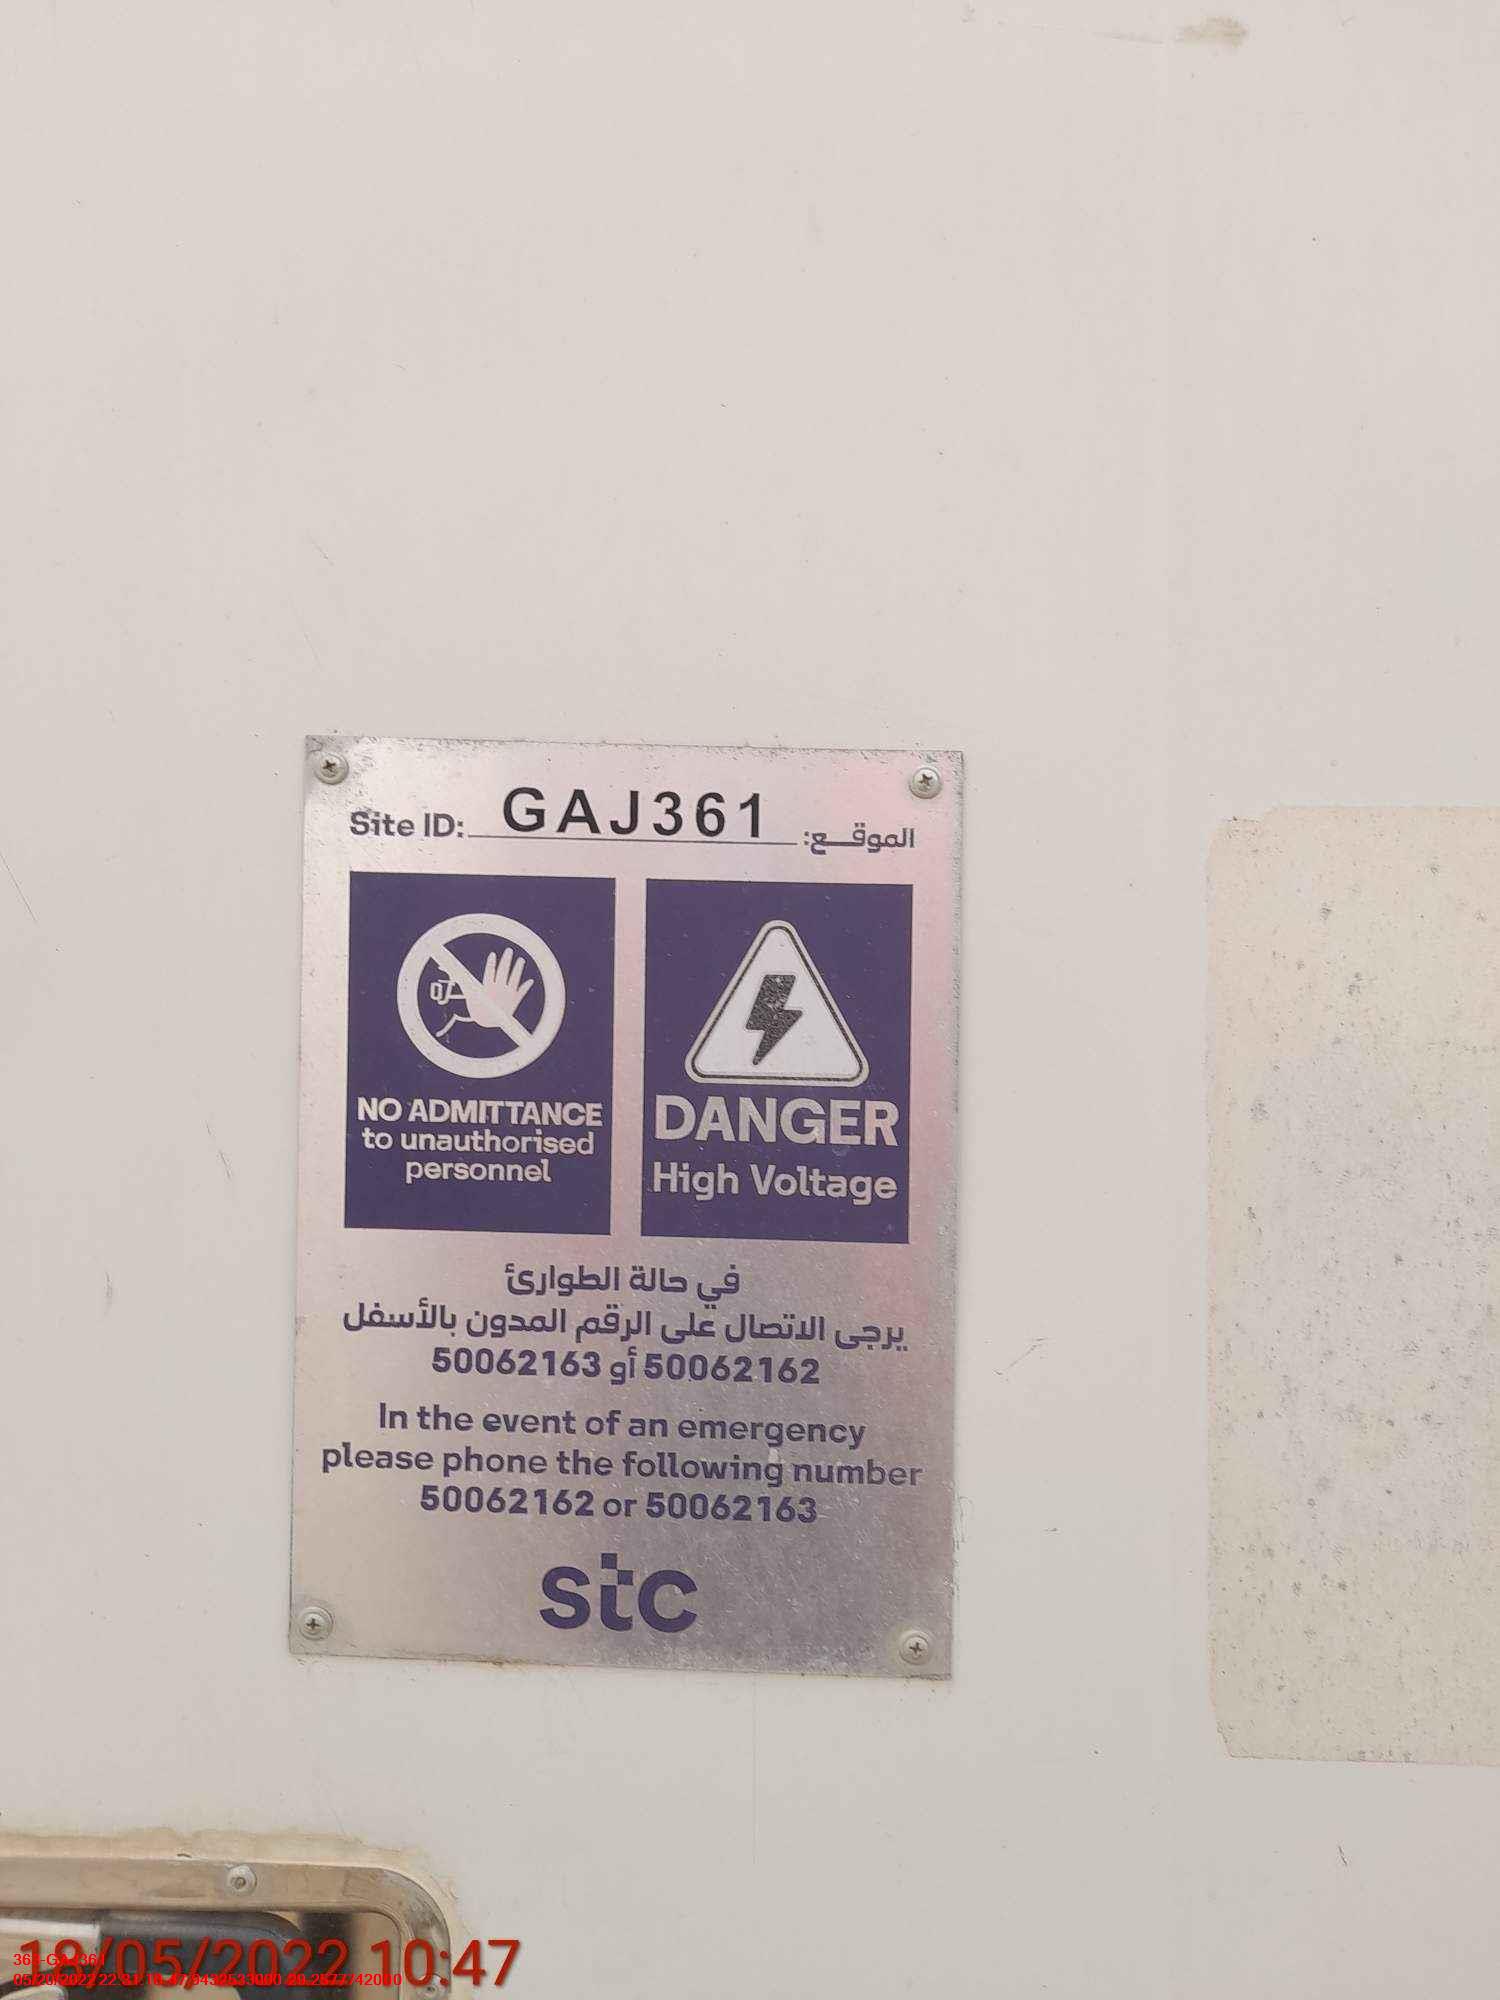 Site ID: GAJ361 الموقـــع:
NO ADMITTANCE
to unauthorised
personnel
DANGER
High Voltage
في حالة الطوارئ
يرجى الاتصال على الرقم المدون بالأسفل
50062162 أو 50062163
In the event of an emergency
please phone the following number
50062162 or 50062163
stc
18/05/2022 10:47